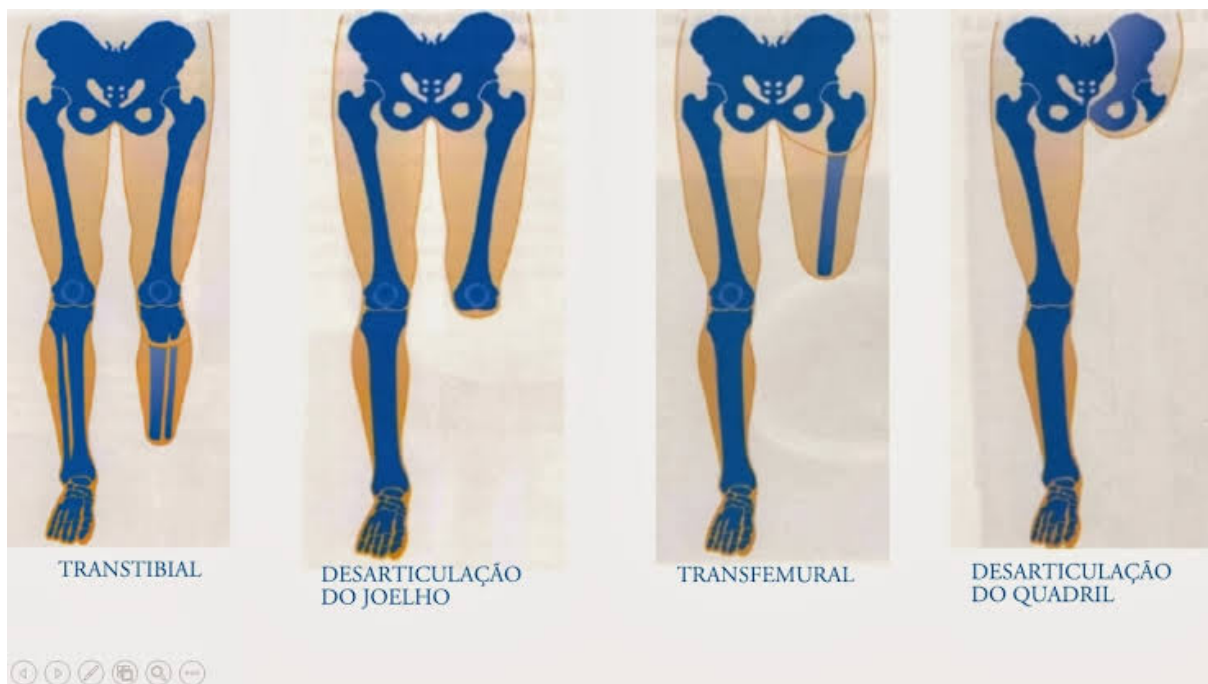 TRANSTIBIAL
DESARTICULAÇÃO
DO JOELHO
TRANSFEMURAL
DESARTICULAÇÃO
DO QUADRIL